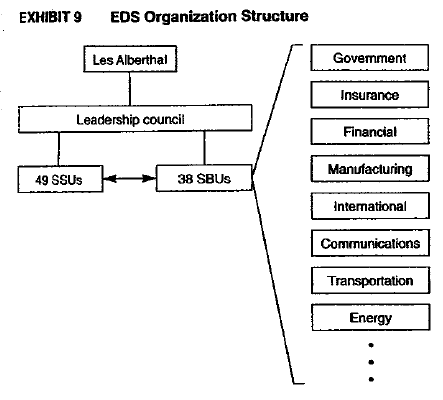 EXHIBIT 9 EDS Organization Structure
Les Alberthal
Leadership council
49 SSUs
38 SBUs
Government
Insurance
Financial
Manufacturing
International
Communications
Transportation
Energy